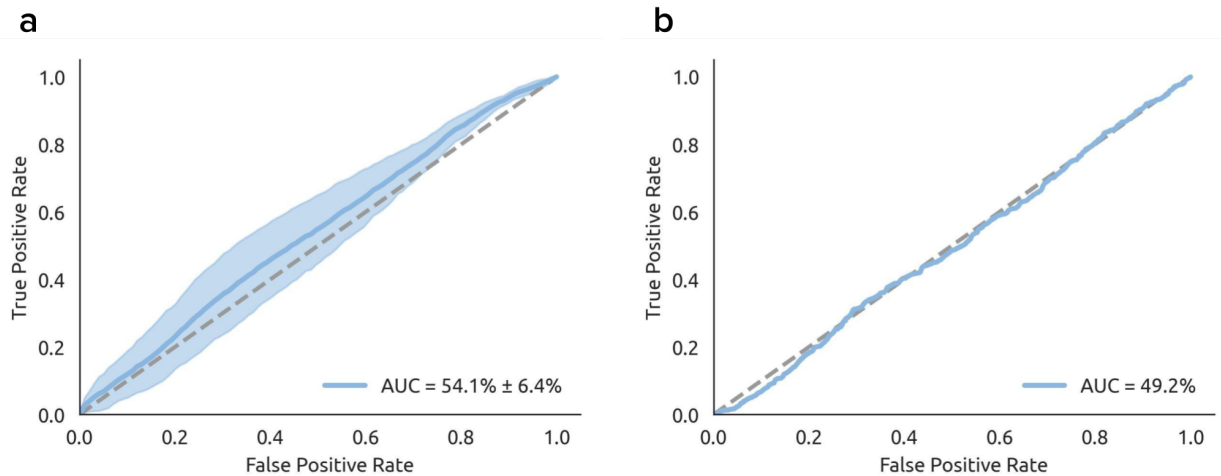 a
1.0
0.8
0.6
0.4
0.2
0.0
True Positive Rate
AUC = 54.1% ± 6.4%
0.0 0.2 0.4 0.6 0.8 1.0
False Positive Rate
b
1.0
0.8
0.6
0.4
0.2
0.0
True Positive Rate
AUC = 49.2%
0.0 0.2 0.4 0.6 0.8 1.0
False Positive Rate